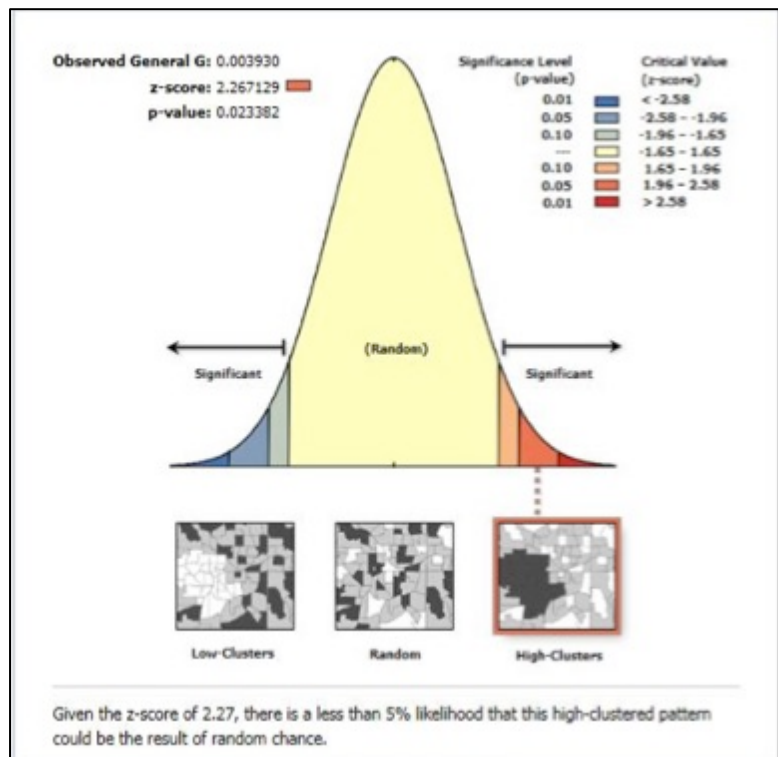 Observed General G: 0.003930
z-score: 2.267129
p-value: 0.023382
Significance Level
(p-value)
Critical Value
(z-score)
0.01 < -2.58
0.05 -2.58 – -1.96
0.10 -1.96 – -1.65
--- -1.65 – 1.65
0.10 1.65 – 1.96
0.05 1.96 – 2.58
0.01 > 2.58
(Random)
Significant
Significant
Low-Clusters
Random
High-Clusters
Given the z-score of 2.27, there is a less than 5% likelihood that this high-clustered pattern
could be the result of random chance.